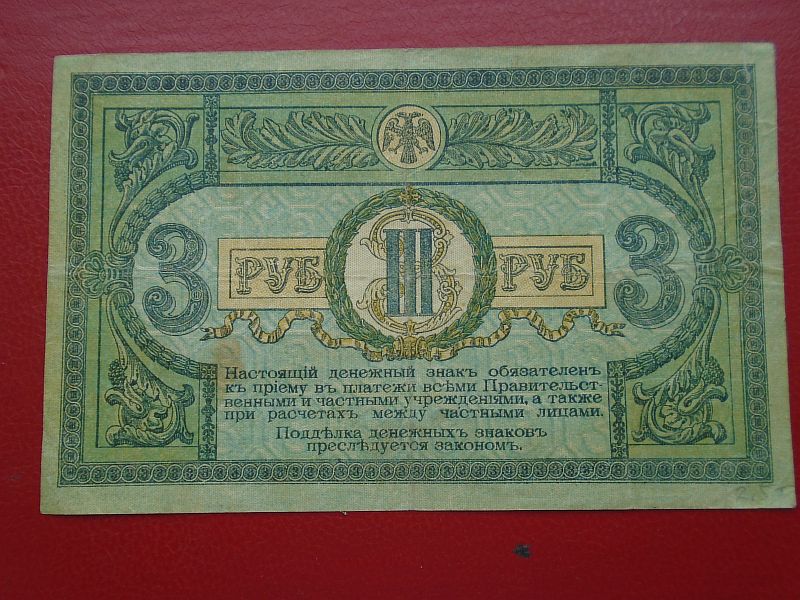 3 РУБ III РУБ 3
Настоящій денежный знакъ обязателенъ
къ пріему въ платежи всѣми Правительст-
венными и частными учрежденіями, а также
при расчетахъ между частными лицами.
Поддѣлка денежныхъ знаковъ
преслѣдуется закономъ.